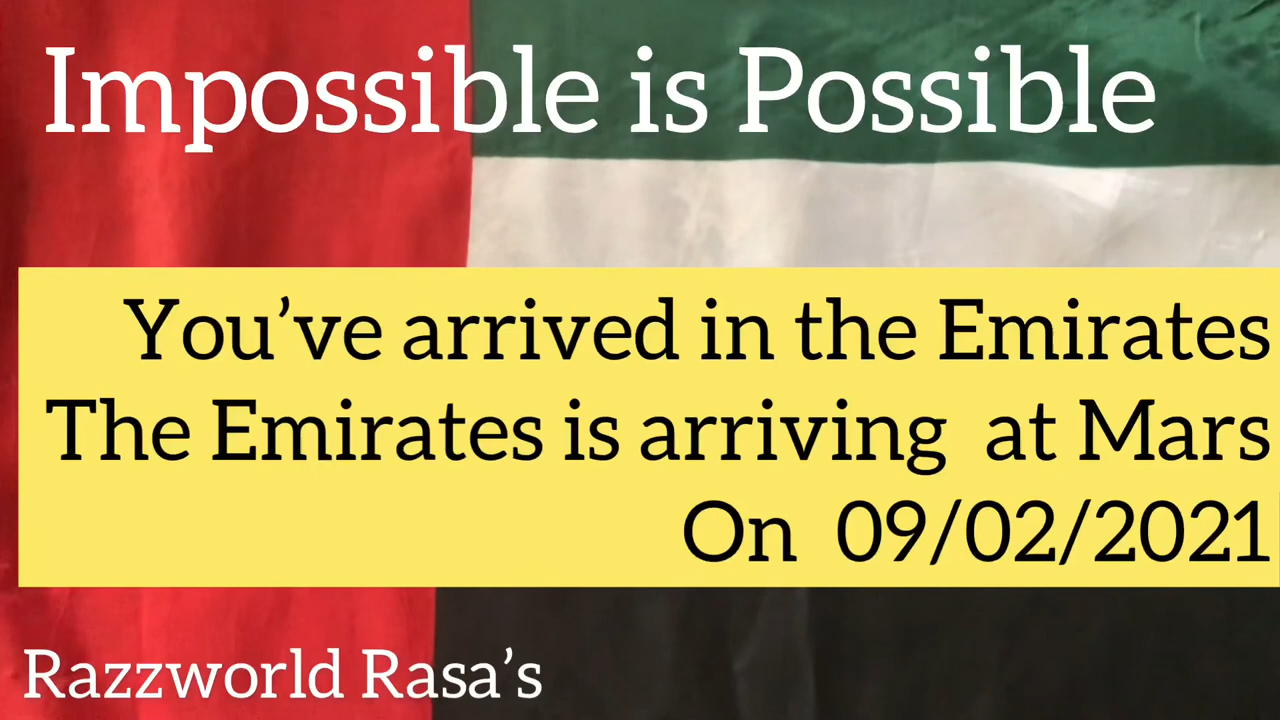 Impossible is Possible
You’ve arrived in the Emirates
The Emirates is arriving at Mars
On 09/02/2021
Razzworld Rasa’s